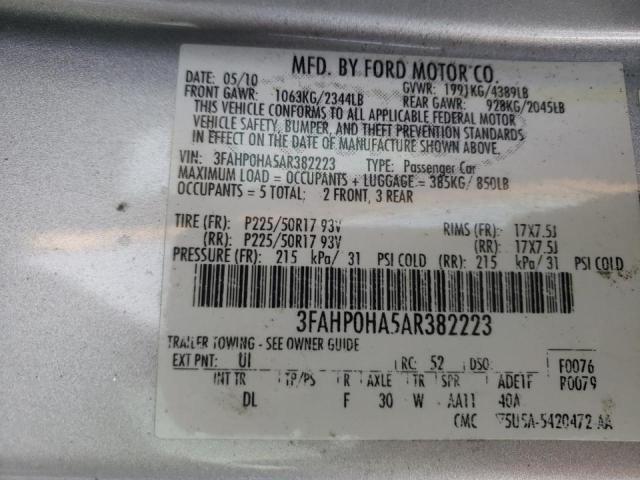 MFD. BY FORD MOTOR CO.
DATE: 05/10 GVWR: 1991KG/4389LB
FRONT GAWR: 1063KG/2344LB REAR GAWR: 928KG/2045LB
THIS VEHICLE CONFORMS TO ALL APPLICABLE FEDERAL MOTOR
VEHICLE SAFETY, BUMPER, AND THEFT PREVENTION STANDARDS
IN EFFECT ON THE DATE OF MANUFACTURE SHOWN ABOVE.
VIN: 3FAHP0HA5AR382223 TYPE: Passenger Car
MAXIMUM LOAD = OCCUPANTS + LUGGAGE = 385KG/ 850LB
OCCUPANTS = 5 TOTAL: 2 FRONT, 3 REAR
TIRE (FR): P225/50R17 93V RIMS (FR): 17X7.5J
(RR): P225/50R17 93V (RR): 17X7.5J
PRESSURE (FR): 215 kPa/ 31 PSI COLD (RR): 215 kPa/ 31 PSI COLD
3FAHP0HA5AR382223
TRAILER TOWING - SEE OWNER GUIDE
EXT PNT: UI RC: 52 DSO: F0076
INT TR TP/PS R AXLE TR SPR ADE1F P0079
DL F 30 W AA11 40A
CMC 5U5A-5420472-AA